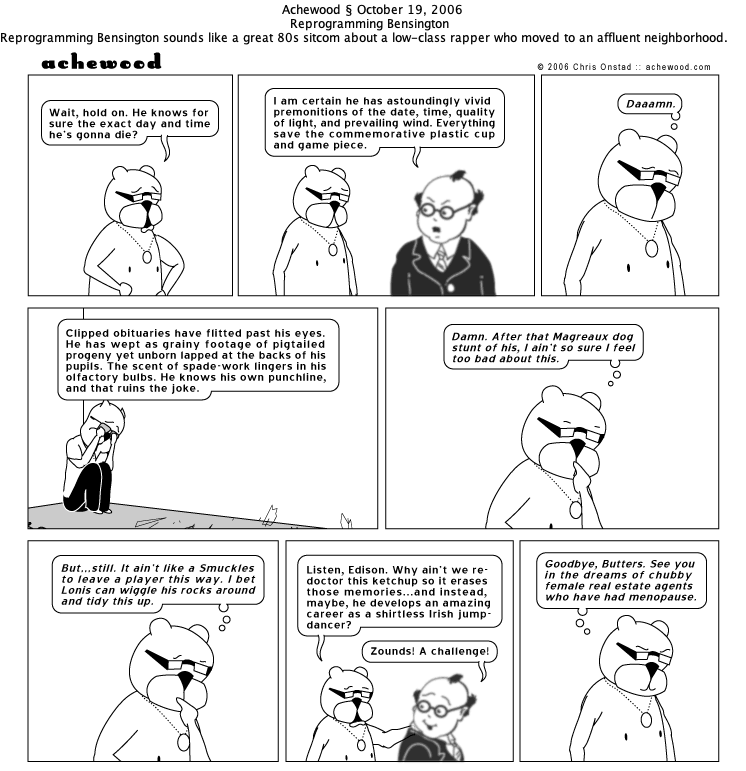 Achewood § October 19, 2006
Reprogramming Bensington
Reprogramming Bensington sounds like a great 80s sitcom about a low-class rapper who moved to an affluent neighborhood.
achewood
© 2006 Chris Onstad :: achewood.com
Wait, hold on. He knows for
sure the exact day and time
he's gonna die?
I am certain he has astoundingly vivid
premonitions of the date, time, quality
of light, and prevailing wind. Everything
save the commemorative plastic cup
and game piece.
Daaamn.
Clipped obituaries have flitted past his eyes.
He has wept as grainy footage of pigtailed
progeny yet unborn lapped at the backs of his
pupils. The scent of spade-work lingers in his
olfactory bulbs. He knows his own punchline,
and that ruins the joke.
Damn. After that Magreaux dog
stunt of his, I ain't so sure I feel
too bad about this.
But...still. It ain't like a Smuckles
to leave a player this way. I bet
Lonis can wiggle his rocks around
and tidy this up.
Listen, Edison. Why ain't we re-
doctor this ketchup so it erases
those memories...and instead,
maybe, he develops an amazing
career as a shirtless Irish jump-
dancer?
Zounds! A challenge!
Goodbye, Butters. See you
in the dreams of chubby
female real estate agents
who have had menopause.